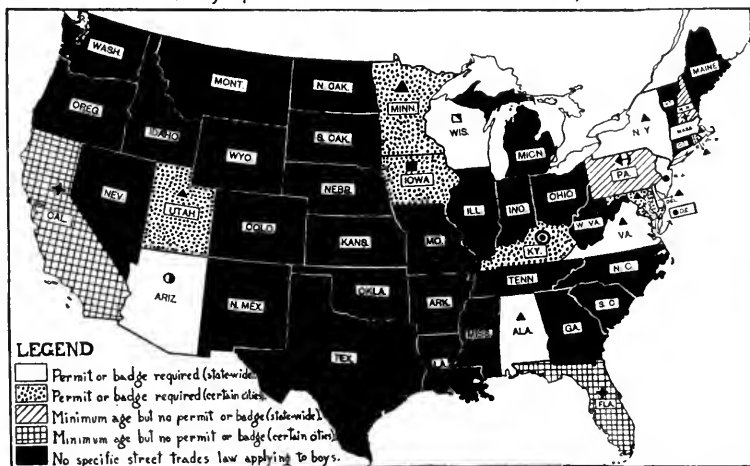 WASH.
MONT.
N. OAK.
MINN.
MAINE
OREG.
IDAHO
S. OAK.
WIS.
N.Y
MASS.
WYO
MICH.
NEV.
UTAH
NEBR.
IOWA
PA.
CAL.
COLO.
ILL.
IND.
OHIO
W. VA.
DEL.
KANS.
MO.
KY.
VA.
ARIZ.
N. MEX.
OKLA.
ARK.
TENN.
N. C.
S. C
MISS.
ALA.
GA.
TEX.
LA.
FLA.
LEGEND
Permit or badge required (state-wide)
Permit or badge required (certain cities)
Minimum age but no permit or badge (state-wide).
Minimum age but no permit or badge (certain cities)
No specific street trades law applying to boys.